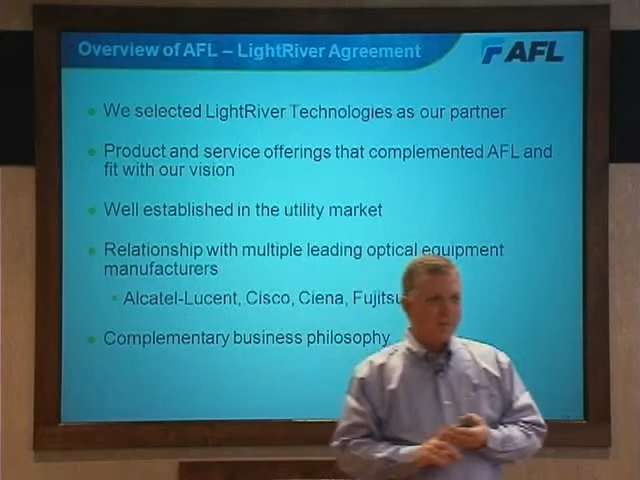 Overview of AFL – LightRiver Agreement
AFL
We selected LightRiver Technologies as our partner
Product and service offerings that complemented AFL and
fit with our vision
Well established in the utility market
Relationship with multiple leading optical equipment
manufacturers
Alcatel-Lucent, Cisco, Ciena, Fujitsu
Complementary business philosophy